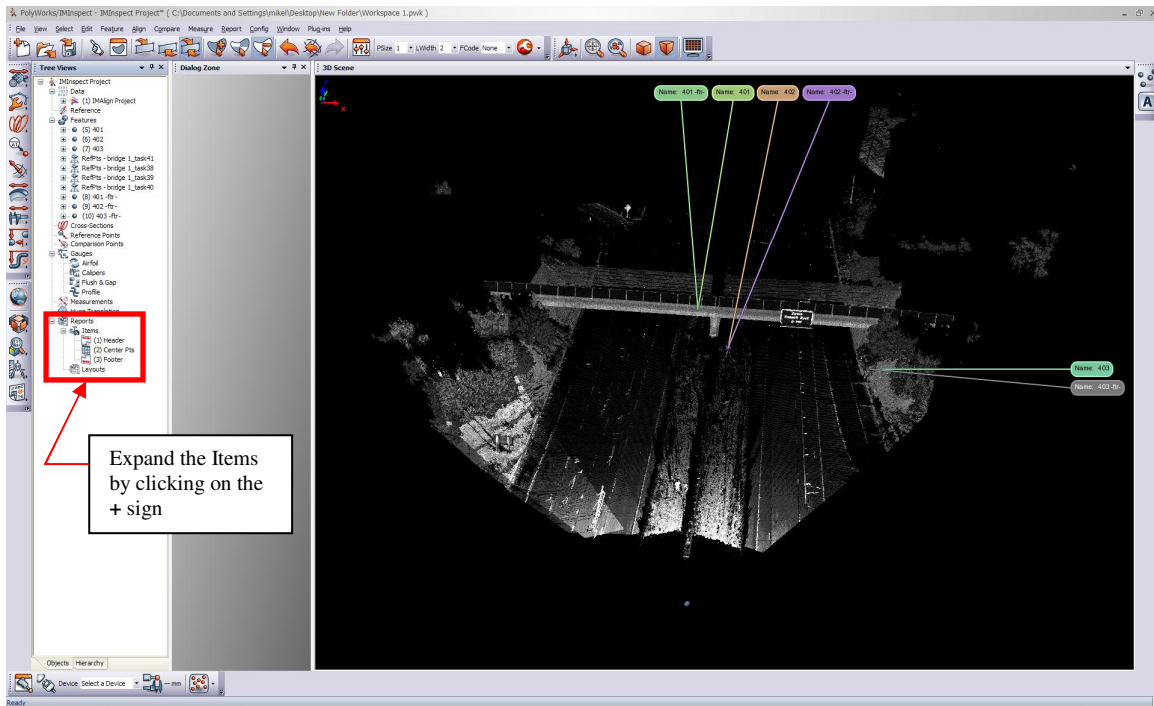 PolyWorks/IMInspect - IMInspect Project* ( C:\Documents and Settings\mikel\Desktop\New Folder\Workspace 1.pwk )
File View Select Edit Feature Align Compare Measure Report Config Window Plug-ins Help
PSize 1 LWidth 2 FCode None
Tree Views
Dialog Zone
3D Scene
IMInspect Project
Data
(1) IMAlign Project
Reference
Features
(5) 401
(6) 402
(7) 403
RefPts - bridge 1_task41
RefPts - bridge 1_task38
RefPts - bridge 1_task39
RefPts - bridge 1_task40
(8) 401 -ftr-
(9) 402 -ftr-
(10) 403 -ftr-
Cross-Sections
Reference Points
Comparison Points
Gauges
Airfoil
Calipers
Flush & Gap
Profile
Measurements
Reports
Items
(1) Header
(2) Center Pts
(3) Footer
Layouts
Name: 401 -ftr-
Name: 401
Name: 402
Name: 402 -ftr-
Name: 403
Name: 403 -ftr-
Expand the Items
by clicking on the
+ sign
Objects Hierarchy
Device Select a Device mm
Ready